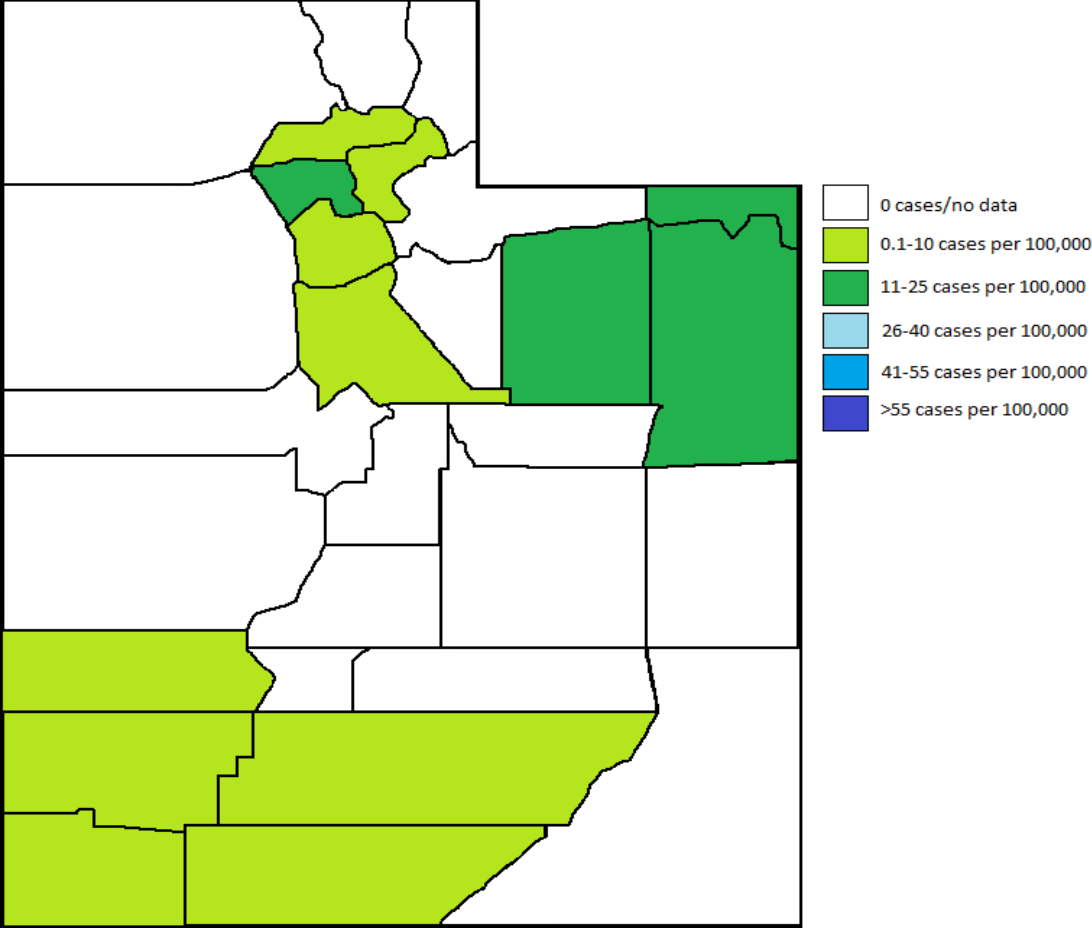 0 cases/no data
0.1-10 cases per 100,000
11-25 cases per 100,000
26-40 cases per 100,000
41-55 cases per 100,000
>55 cases per 100,000